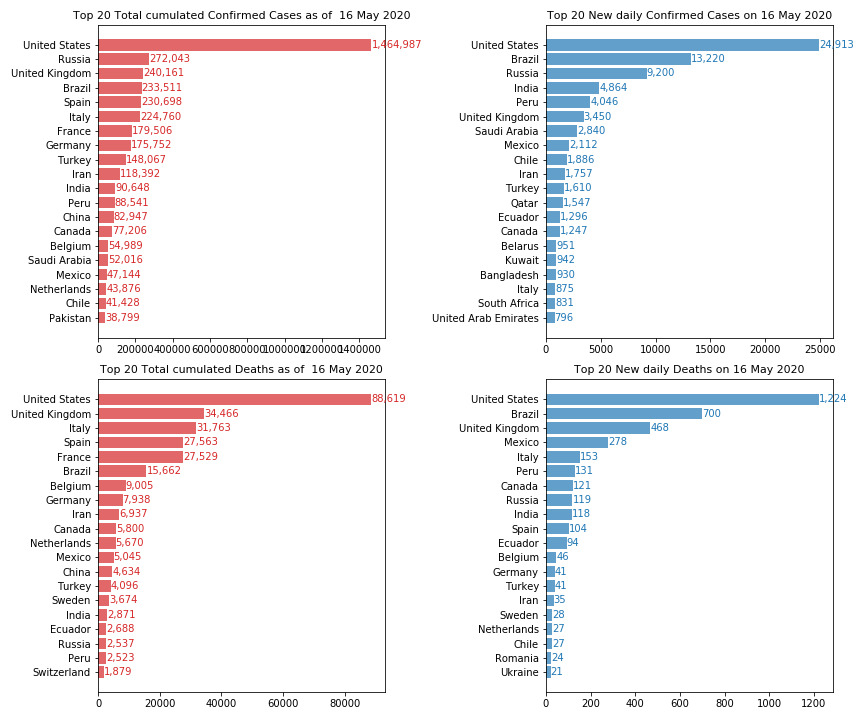 Top 20 Total cumulated Confirmed Cases as of  16 May 2020
United States 1,464,987
Russia 272,043
United Kingdom 240,161
Brazil 233,511
Spain 230,698
Italy 224,760
France 179,506
Germany 175,752
Turkey 148,067
Iran 118,392
India 90,648
Peru 88,541
China 82,947
Canada 77,206
Belgium 54,989
Saudi Arabia 52,016
Mexico 47,144
Netherlands 43,876
Chile 41,428
Pakistan 38,799
0 200000 400000 600000 800000 1000000 1200000 1400000
Top 20 New daily Confirmed Cases on 16 May 2020
United States 24,913
Brazil 13,220
Russia 9,200
India 4,864
Peru 4,046
United Kingdom 3,450
Saudi Arabia 2,840
Mexico 2,112
Chile 1,886
Iran 1,757
Turkey 1,610
Qatar 1,547
Ecuador 1,296
Canada 1,247
Belarus 951
Kuwait 942
Bangladesh 930
Italy 875
South Africa 831
United Arab Emirates 796
0 5000 10000 15000 20000 25000
Top 20 Total cumulated Deaths as of  16 May 2020
United States 88,619
United Kingdom 34,466
Italy 31,763
Spain 27,563
France 27,529
Brazil 15,662
Belgium 9,005
Germany 7,938
Iran 6,937
Canada 5,800
Netherlands 5,670
Mexico 5,045
China 4,634
Turkey 4,096
Sweden 3,674
India 2,871
Ecuador 2,688
Russia 2,537
Peru 2,523
Switzerland 1,879
0 20000 40000 60000 80000
Top 20 New daily Deaths on 16 May 2020
United States 1,224
Brazil 700
United Kingdom 468
Mexico 278
Italy 153
Peru 131
Canada 121
Russia 119
India 118
Spain 104
Ecuador 94
Belgium 46
Germany 41
Turkey 41
Iran 35
Sweden 28
Netherlands 27
Chile 27
Romania 24
Ukraine 21
0 200 400 600 800 1000 1200